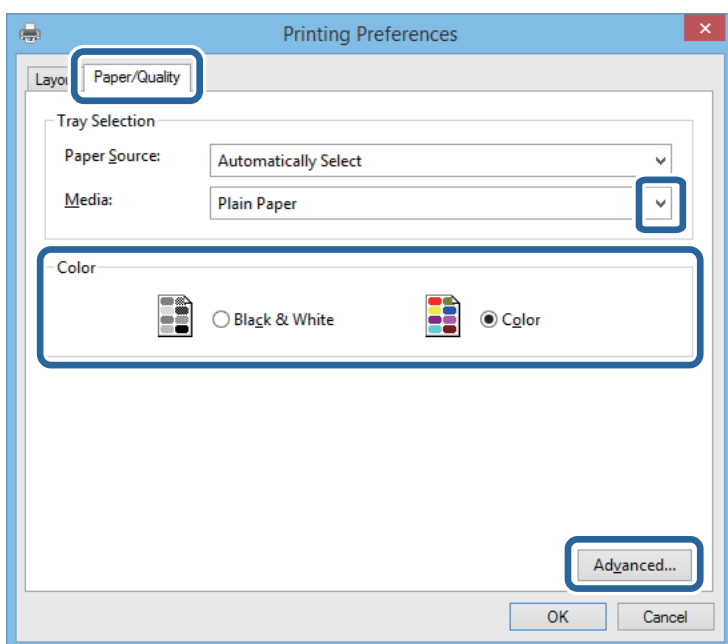 Printing Preferences
Layou Paper/Quality
Tray Selection
Paper Source: Automatically Select
Media: Plain Paper
Color
Black & White Color
Advanced...
OK Cancel